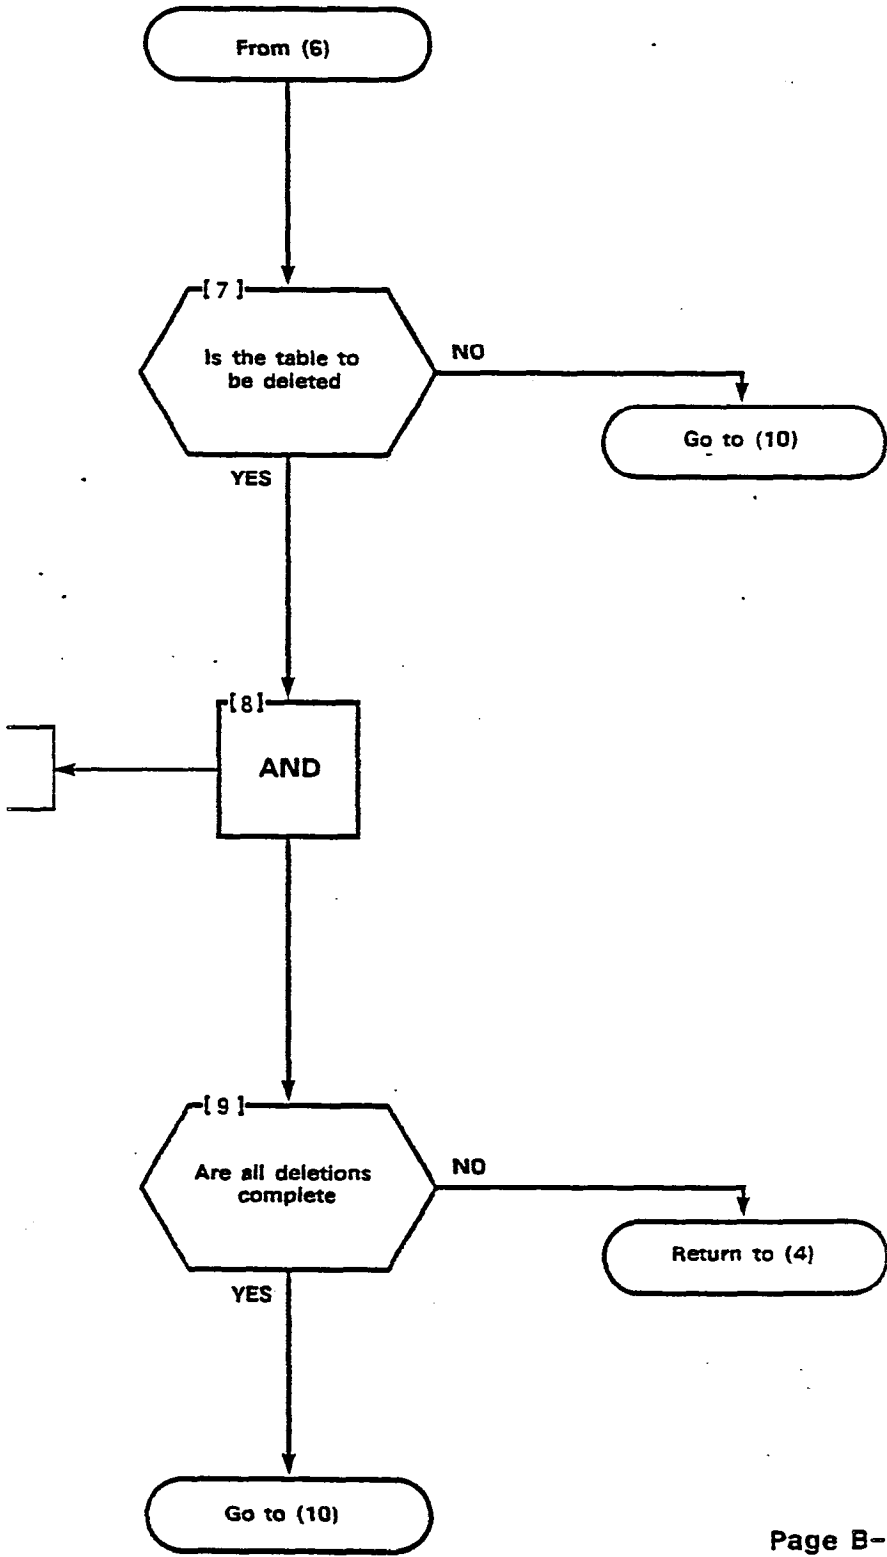 From (6)
[7]
Is the table to
be deleted
NO
Go to (10)
YES
[8]
AND
[9]
Are all deletions
complete
NO
Return to (4)
YES
Go to (10)
Page B-